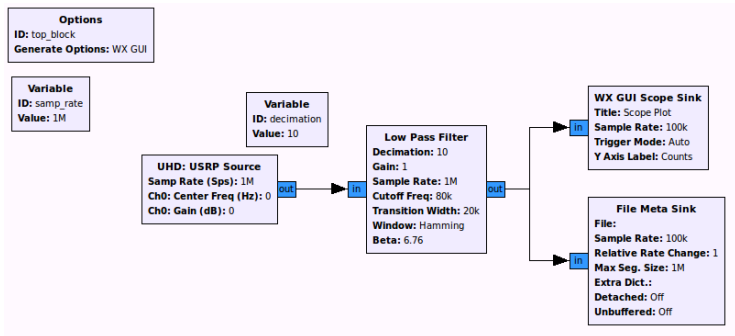 Options
ID: top_block
Generate Options: WX GUI
Variable
ID: samp_rate
Value: 1M
Variable
ID: decimation
Value: 10
UHD: USRP Source
Samp Rate (Sps): 1M
Ch0: Center Freq (Hz): 0
Ch0: Gain (dB): 0
out
in
Low Pass Filter
Decimation: 10
Gain: 1
Sample Rate: 1M
Cutoff Freq: 80k
Transition Width: 20k
Window: Hamming
Beta: 6.76
out
in
WX GUI Scope Sink
Title: Scope Plot
Sample Rate: 100k
Trigger Mode: Auto
Y Axis Label: Counts
in
File Meta Sink
File:
Sample Rate: 100k
Relative Rate Change: 1
Max Seg. Size: 1M
Extra Dict.:
Detached: Off
Unbuffered: Off